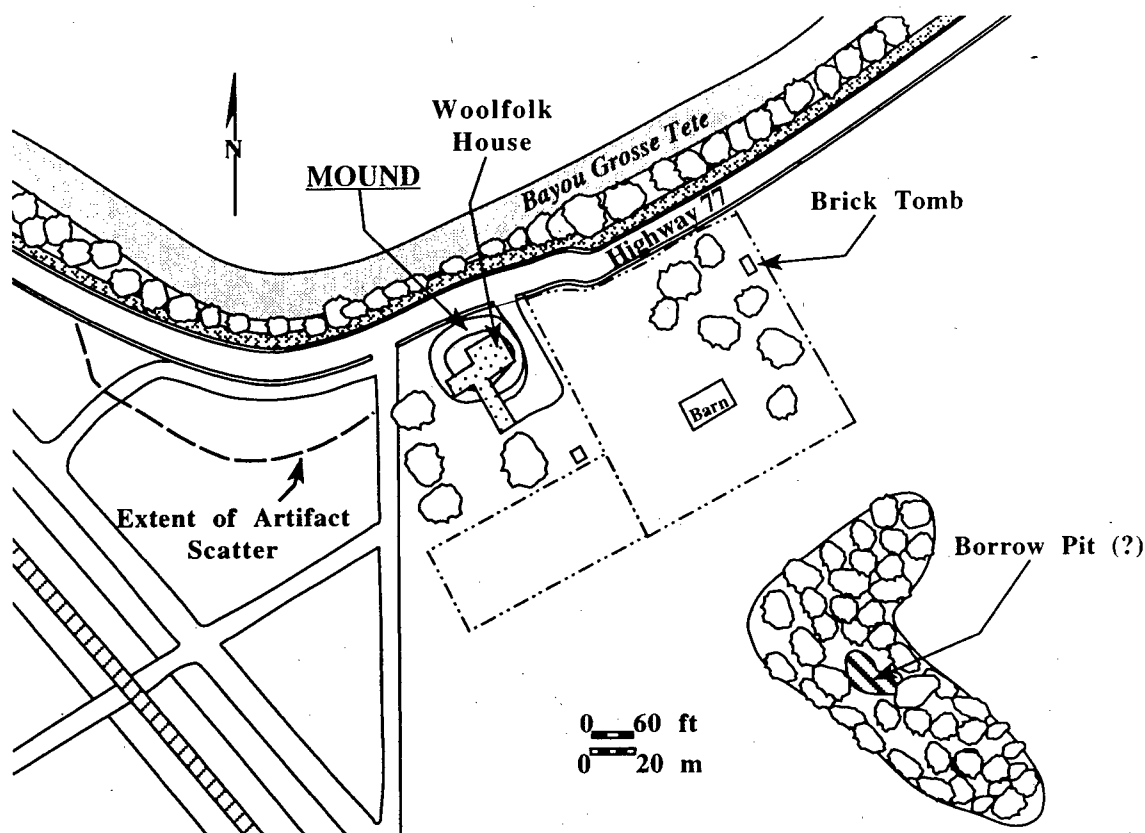 Woolfolk
House
MOUND
N
Bayou Grosse Tete
Highway 77
Brick Tomb
Barn
Extent of Artifact
Scatter
Borrow Pit (?)
0 60 ft
0 20 m